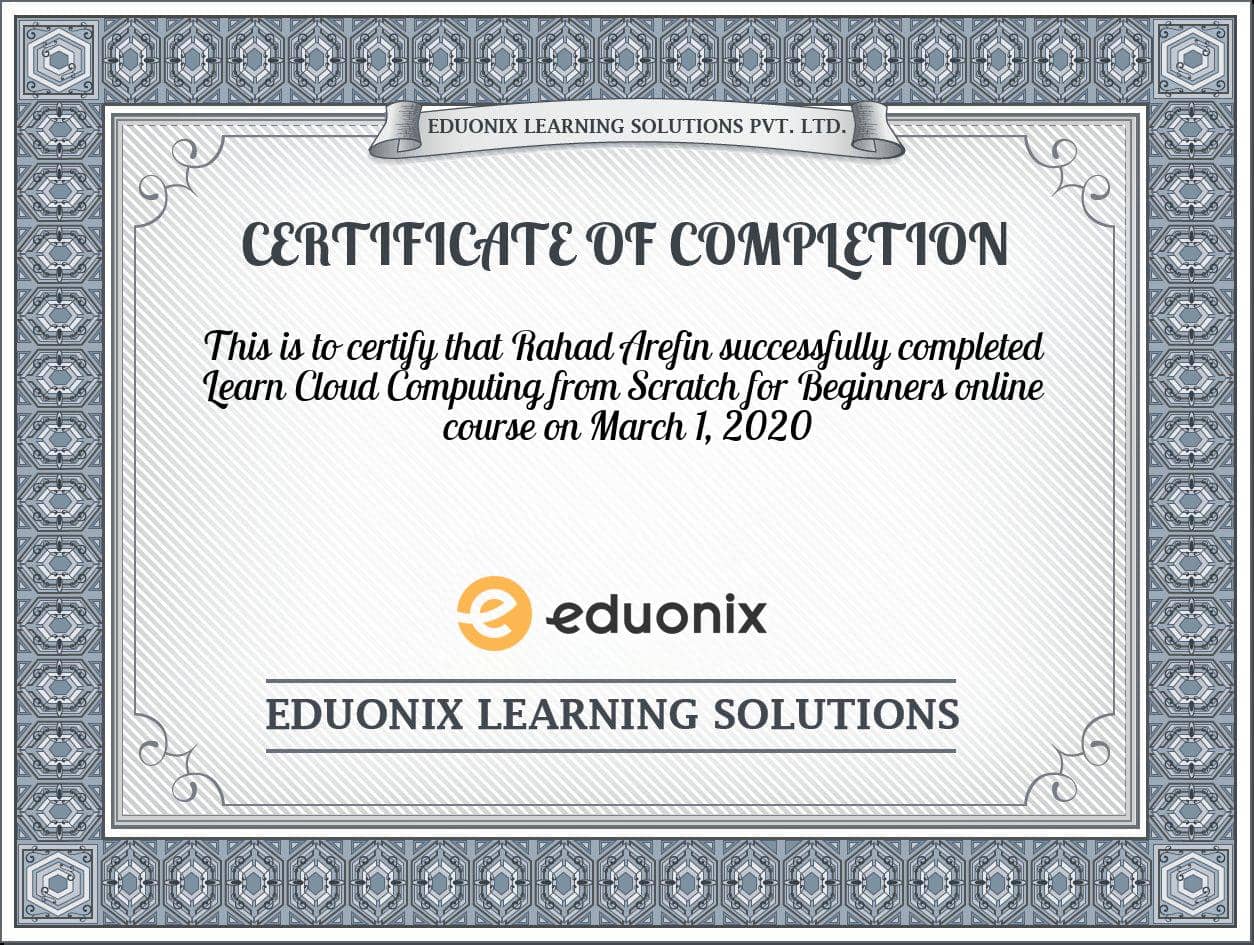 EDUONIX LEARNING SOLUTIONS PVT. LTD.
CERTIFICATE OF COMPLETION
This is to certify that Rahad Arefin successfully completed
Learn Cloud Computing from Scratch for Beginners online
course on March 1, 2020
eduonix
EDUONIX LEARNING SOLUTIONS